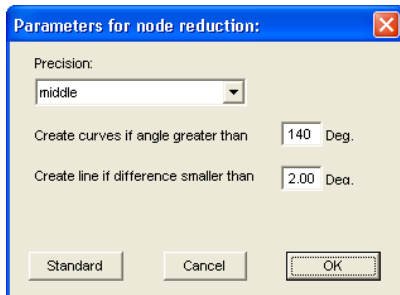 Parameters for node reduction:
Precision:
middle
Create curves if angle greater than 140 Deg.
Create line if difference smaller than 2.00 Deg.
Standard Cancel OK